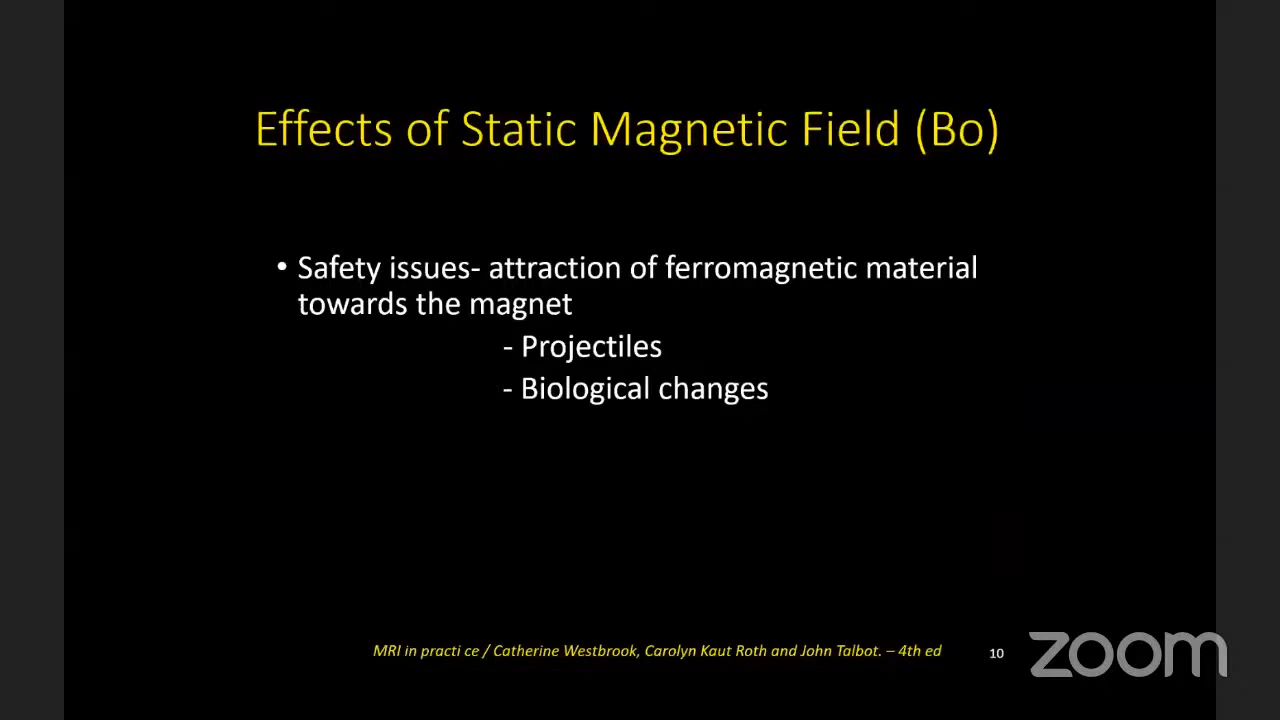 Effects of Static Magnetic Field (Bo)
• Safety issues- attraction of ferromagnetic material
towards the magnet
- Projectiles
- Biological changes
MRI in practi ce / Catherine Westbrook, Carolyn Kaut Roth and John Talbot. – 4th ed
10
zoom